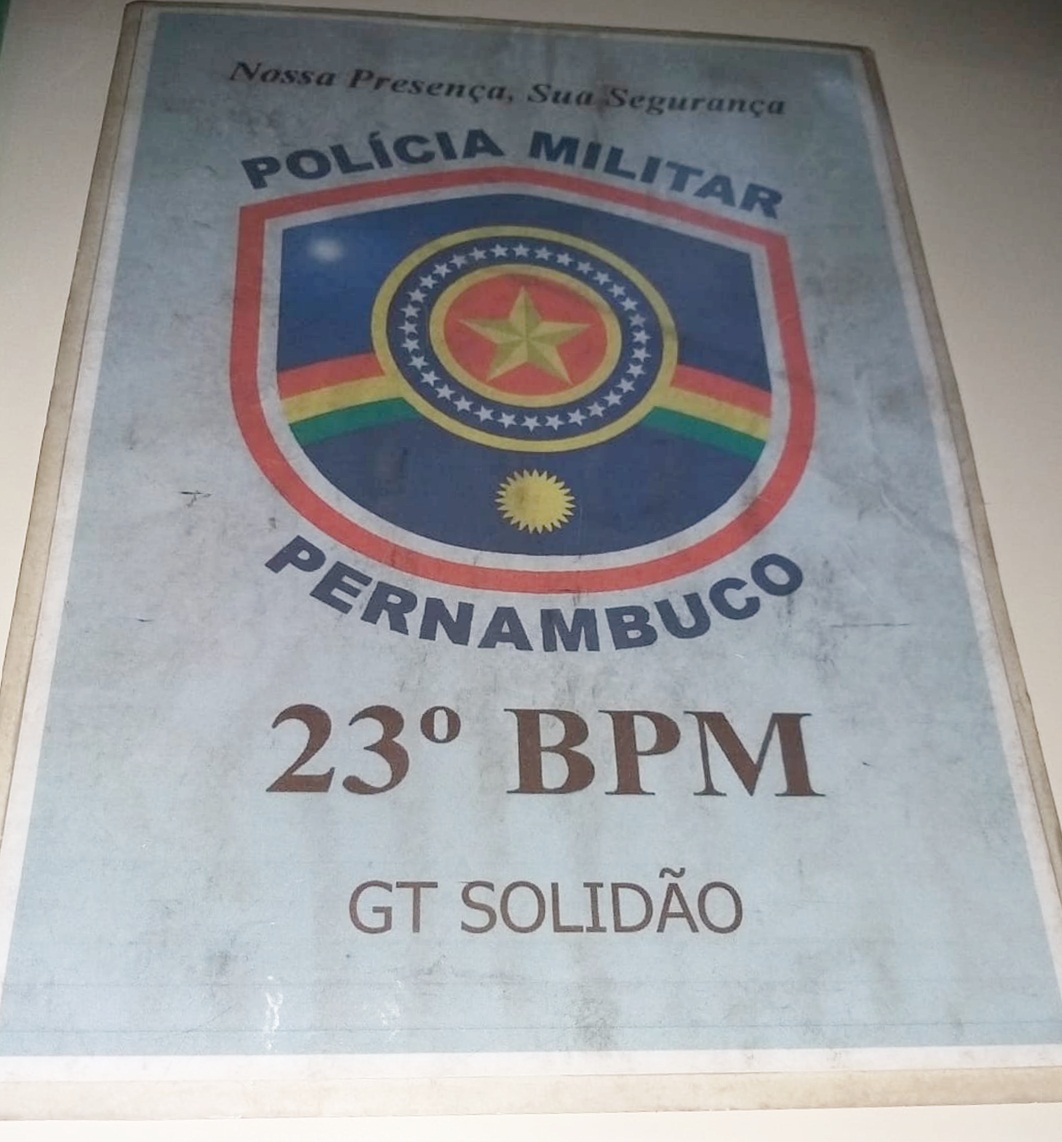 Nossa Presença, Sua Segurança
POLÍCIA MILITAR
PERNAMBUCO
23º BPM
GT SOLIDÃO